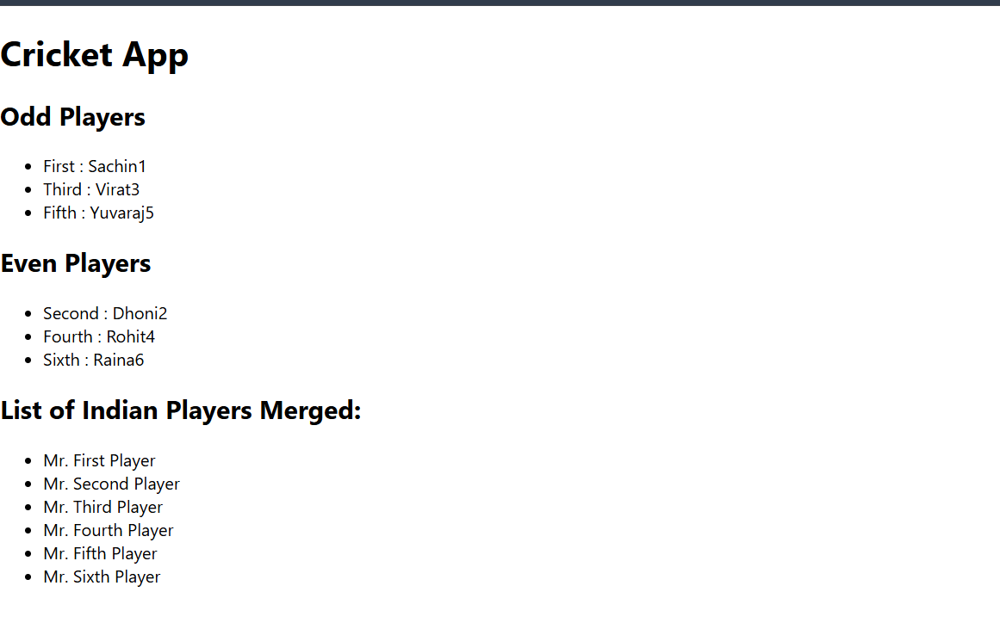 Cricket App
Odd Players
First : Sachin1
Third : Virat3
Fifth : Yuvaraj5
Even Players
Second : Dhoni2
Fourth : Rohit4
Sixth : Raina6
List of Indian Players Merged:
Mr. First Player
Mr. Second Player
Mr. Third Player
Mr. Fourth Player
Mr. Fifth Player
Mr. Sixth Player